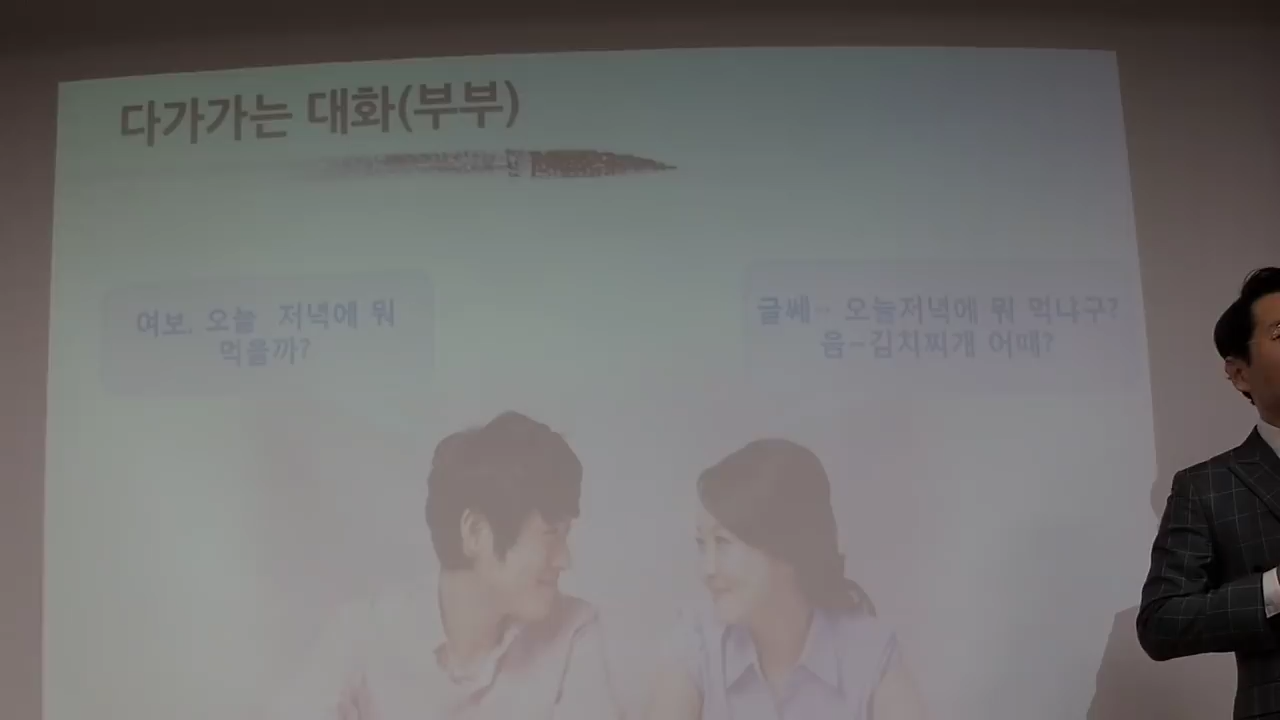 다가가는 대화(부부)
여보. 오늘 저녁에 뭐
먹을까?
글쎄~ 오늘저녁에 뭐 먹냐구?
음-김치찌개 어때?